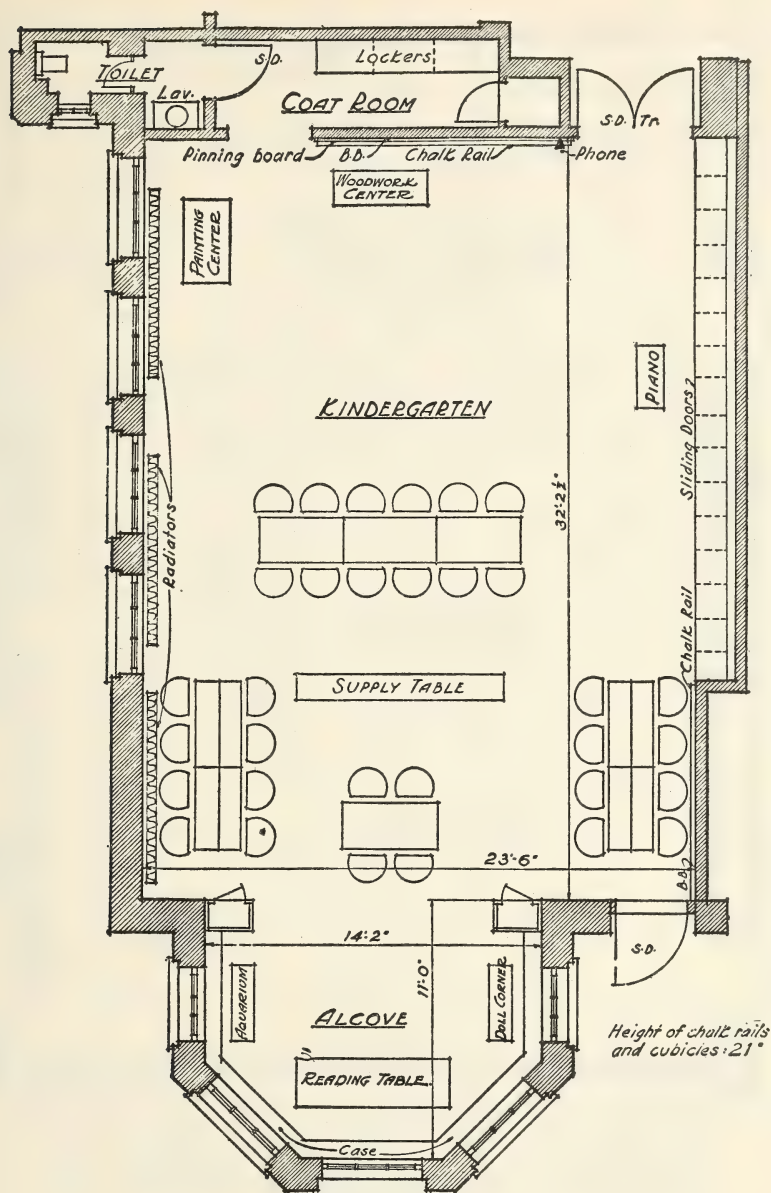 TOILET
S.D.
Lockers
Lav.
COAT ROOM
S.D. Tr.
Pinning board
B.B.
Chalk Rail
Phone
WOODWORK
CENTER
PAINTING
CENTER
PIANO
KINDERGARTEN
Sliding Doors
32'-2½"
Radiators
Chalk Rail
SUPPLY TABLE
23'-6"
B.B.
14'-2"
S.D.
11'-0"
AQUARIUM
DOLL CORNER
ALCOVE
Height of chalk rails
and cubicies: 21"
READING TABLE
Case